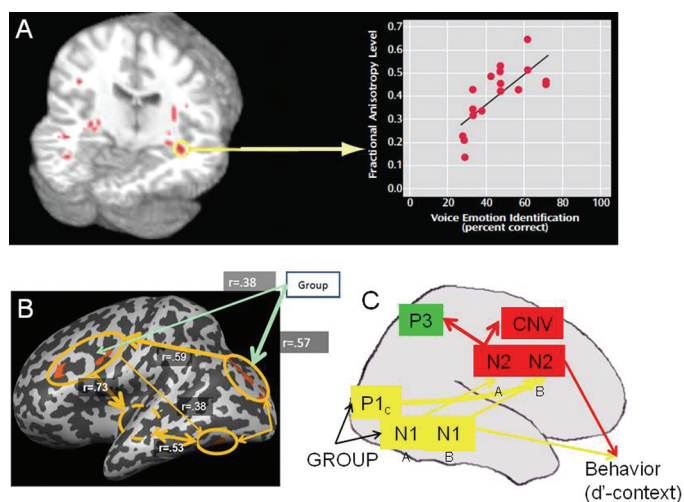 A
Fractional Anisotropy Level
0.7
0.6
0.5
0.4
0.3
0.2
0.1
0.0
0 20 40 60 80 100
Voice Emotion Identification
(percent correct)
B
r=.38
Group
r=.57
r=.59
r=.73
r=.38
r=.53
C
P3
CNV
N2 N2
A B
P1c
N1 N1
A B
GROUP
Behavior
(d'-context)